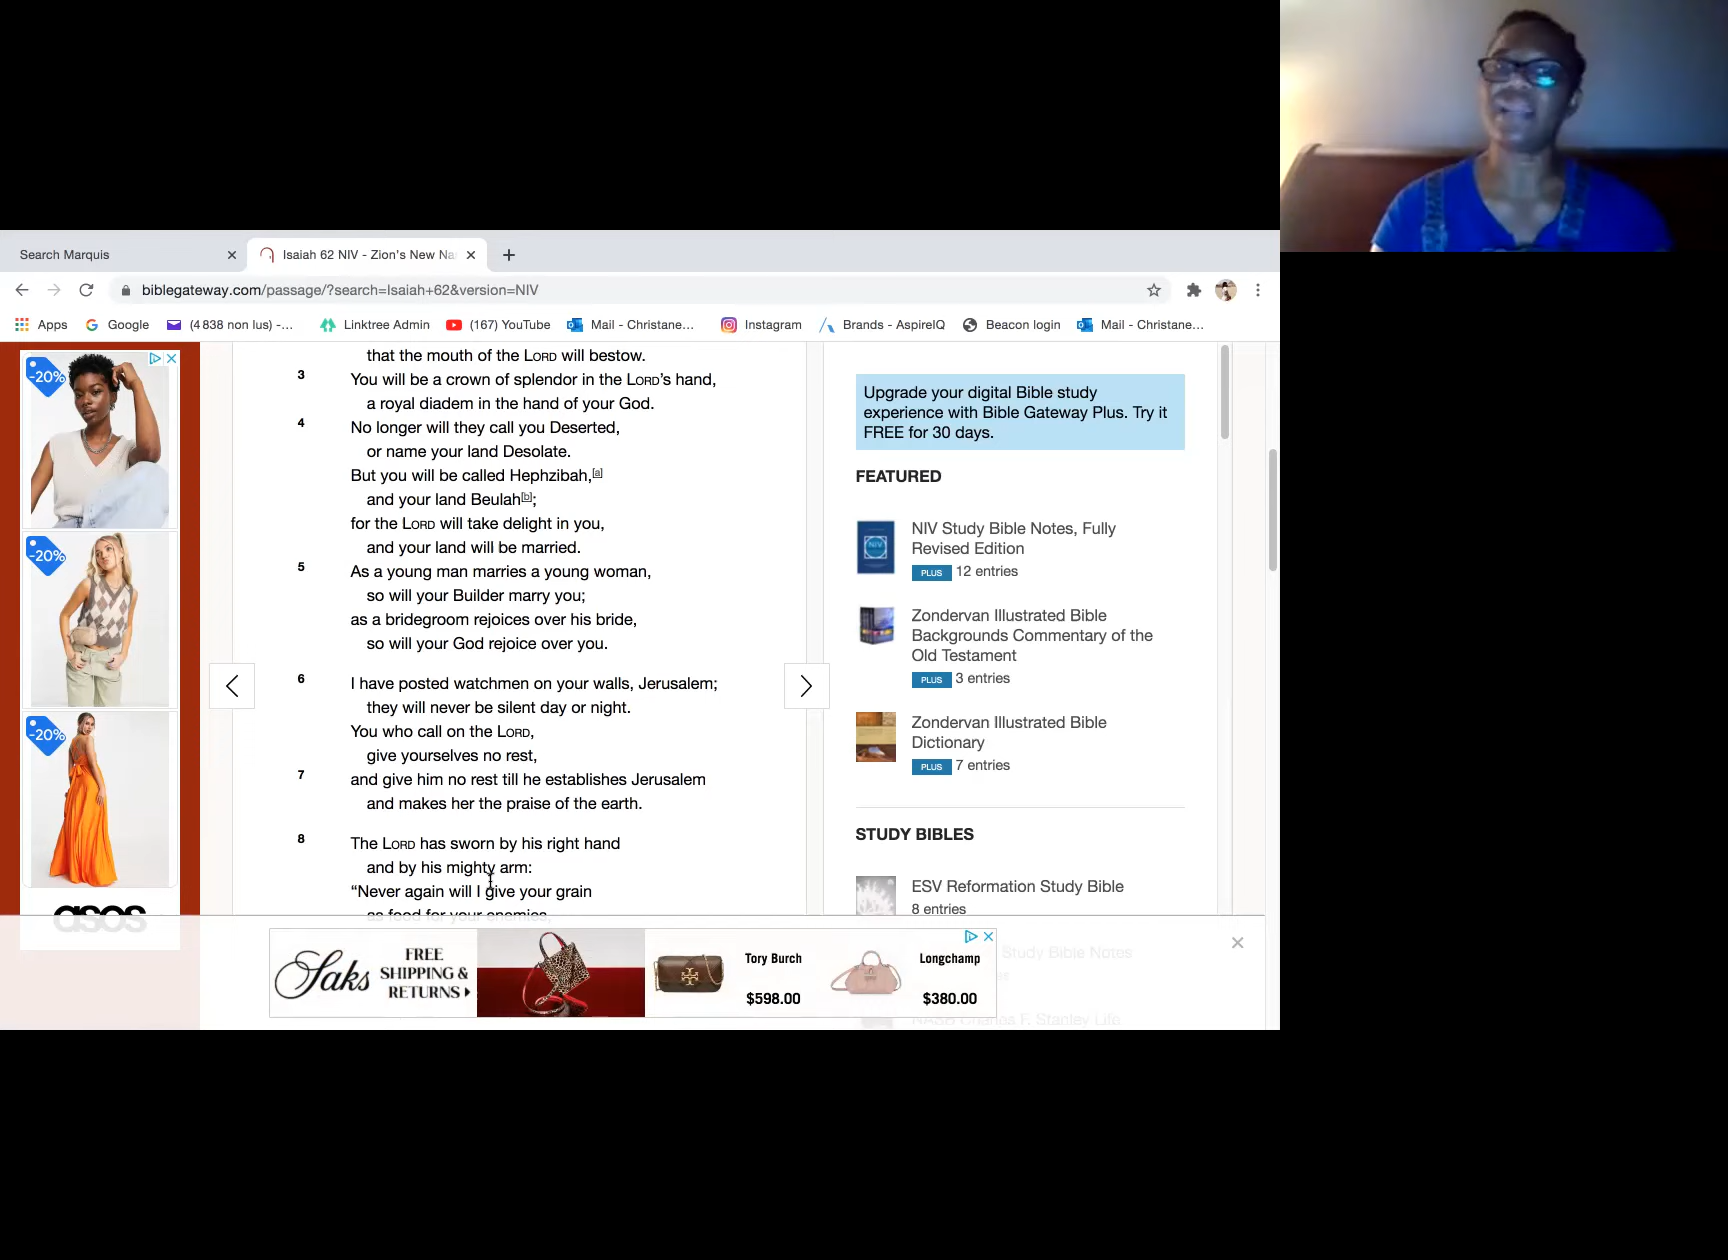 Search Marquis
Isaiah 62 NIV - Zion's New Na
biblegateway.com/passage/?search=Isaiah+62&version=NIV
Apps
Google
(4 838 non lus) -...
Linktree Admin
(167) YouTube
Mail - Christane...
Instagram
Brands - AspireIQ
Beacon login
Mail - Christane...
-20%
-20%
-20%
asos
that the mouth of the LORD will bestow.
3 You will be a crown of splendor in the LORD's hand,
a royal diadem in the hand of your God.
4 No longer will they call you Deserted,
or name your land Desolate.
But you will be called Hephzibah,[a]
and your land Beulah[b];
for the LORD will take delight in you,
and your land will be married.
5 As a young man marries a young woman,
so will your Builder marry you;
as a bridegroom rejoices over his bride,
so will your God rejoice over you.
6 I have posted watchmen on your walls, Jerusalem;
they will never be silent day or night.
You who call on the LORD,
give yourselves no rest,
7 and give him no rest till he establishes Jerusalem
and makes her the praise of the earth.
8 The LORD has sworn by his right hand
and by his mighty arm:
“Never again will I give your grain
as food for your enemies,
Upgrade your digital Bible study
experience with Bible Gateway Plus. Try it
FREE for 30 days.
FEATURED
NIV Study Bible Notes, Fully
Revised Edition
PLUS 12 entries
Zondervan Illustrated Bible
Backgrounds Commentary of the
Old Testament
PLUS 3 entries
Zondervan Illustrated Bible
Dictionary
PLUS 7 entries
STUDY BIBLES
ESV Reformation Study Bible
8 entries
Study Bible Notes
NASB Charles F. Stanley Life
Saks
FREE
SHIPPING &
RETURNS
Tory Burch
$598.00
Longchamp
$380.00